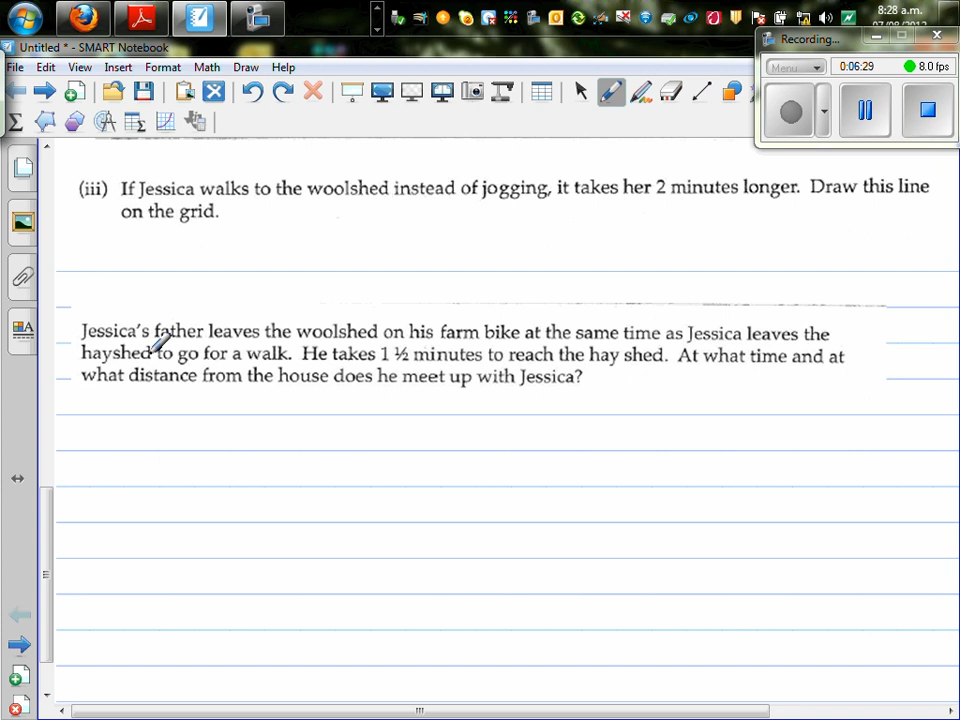 8:28 a.m.
07/08/2012
Untitled * - SMART Notebook
Recording...
File Edit View Insert Format Math Draw Help
Menu 0:06:29 8.0 fps
(iii) If Jessica walks to the woolshed instead of jogging, it takes her 2 minutes longer. Draw this line
on the grid.
Jessica's father leaves the woolshed on his farm bike at the same time as Jessica leaves the
hayshed to go for a walk. He takes 1 ½ minutes to reach the hay shed. At what time and at
what distance from the house does he meet up with Jessica?